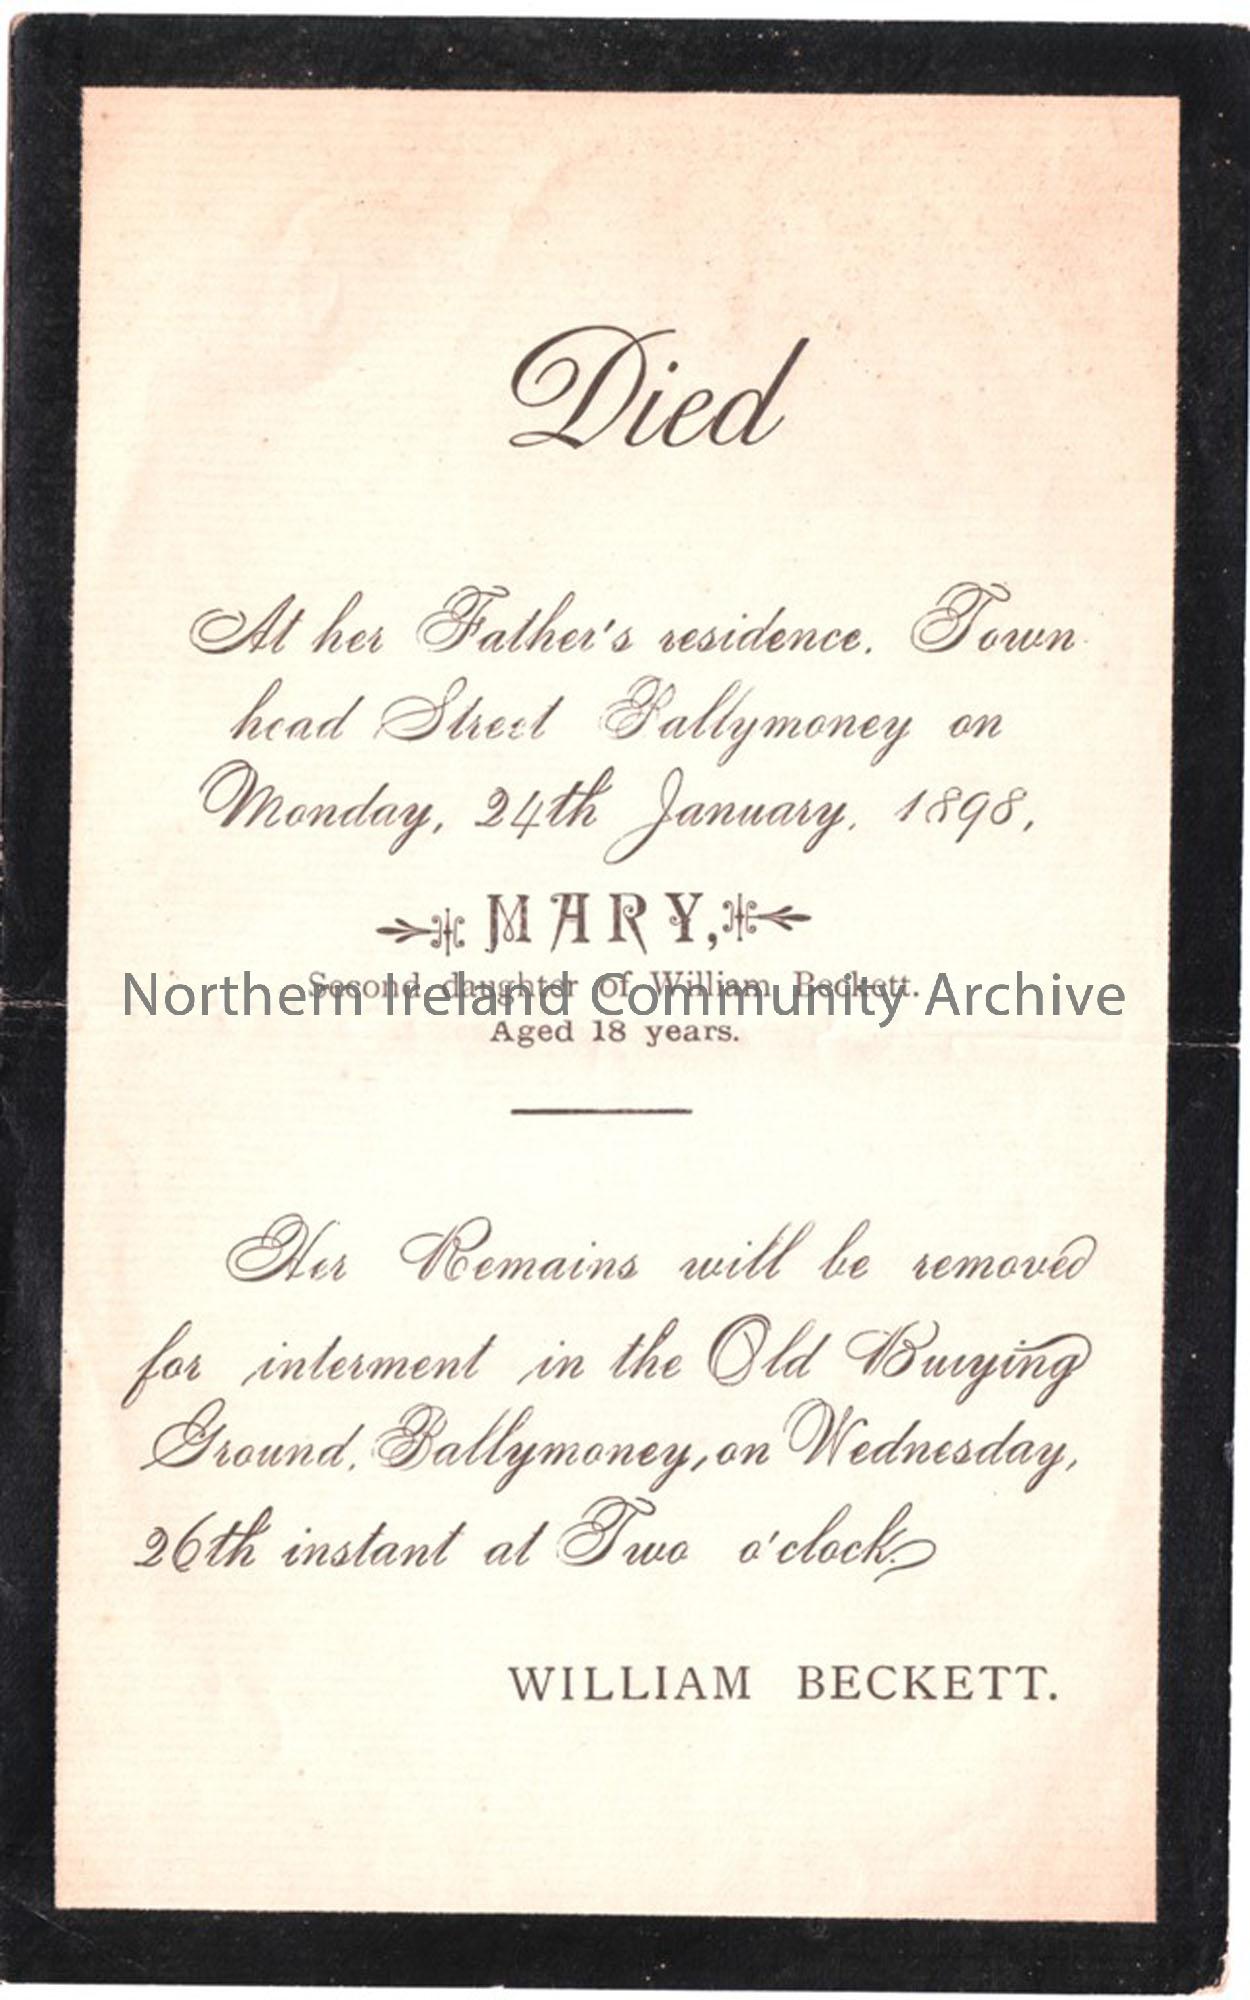 Died
At her Father's residence. Town
head Street Ballymoney on
Monday, 24th January, 1898,
MARY,
Second daughter of William Beckett.
Northern Ireland Community Archive
Aged 18 years.
Her Remains will be removed
for interment in the Old Burying
Ground, Ballymoney, on Wednesday,
26th instant at Two o'clock.
WILLIAM BECKETT.